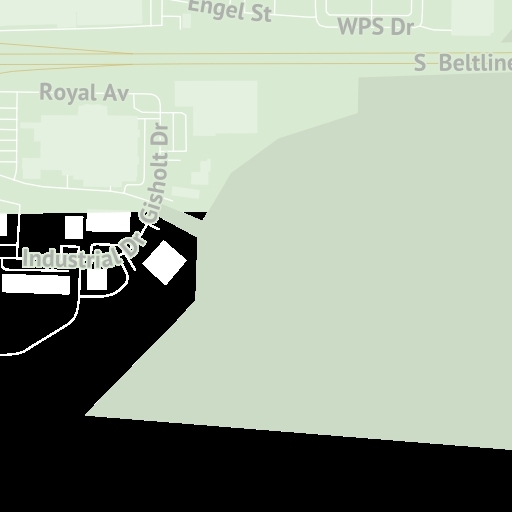 Engel St
WPS Dr
S Beltline
Royal Av
Gisholt Dr
Industrial Dr